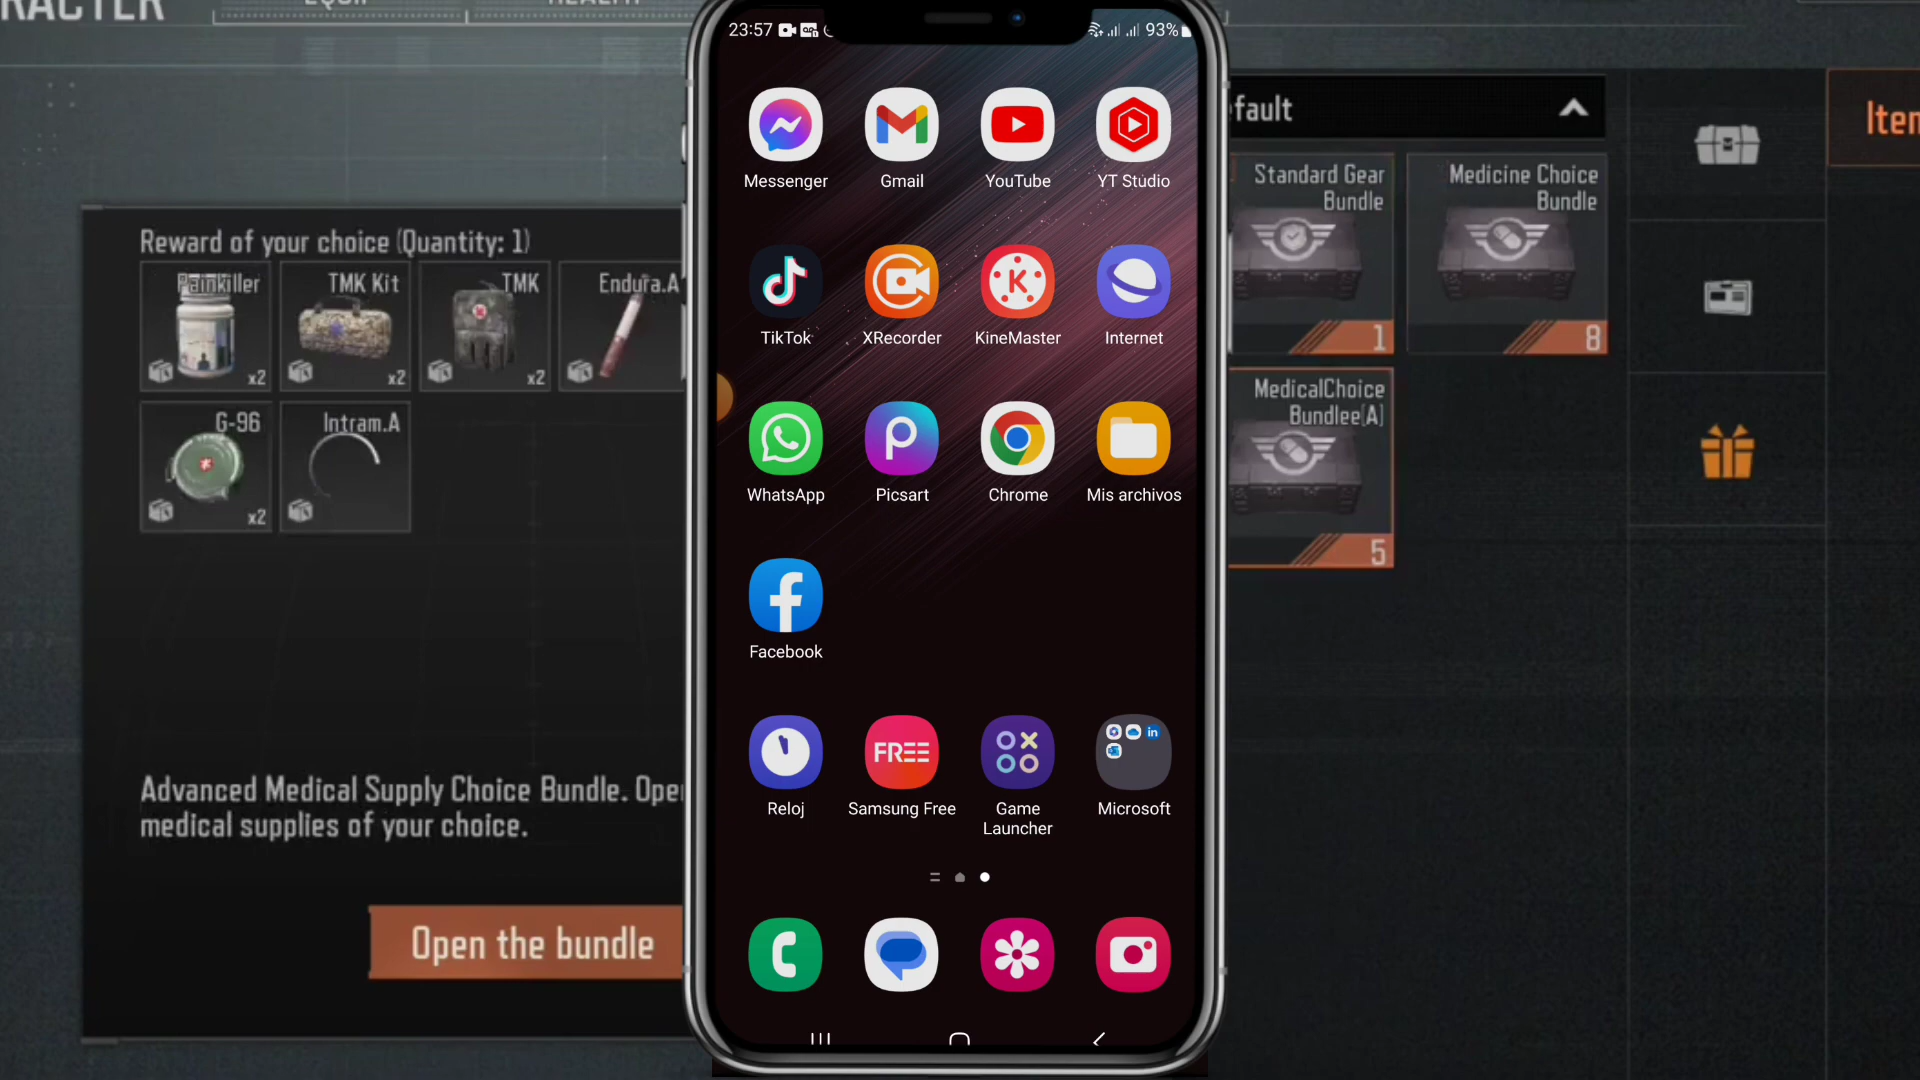 Reward of your choice (Quantity: 1)
Painkiller
x2
TMK Kit
x2
TMK
x2
Endura.A
G-96
x2
Intram.A
Advanced Medical Supply Choice Bundle.
medical supplies of your choice.
Open the bundle
23:57
93%
Messenger
Gmail
YouTube
YT Studio
TikTok
XRecorder
K
KineMaster
Internet
WhatsApp
Picsart
Chrome
Mis archivos
Facebook
Reloj
FREE
Samsung Free
Game
Launcher
in
Microsoft
Standard Gear
Bundle
1
Medicine Choice
Bundle
8
MedicalChoice
Bundlee(A)
5